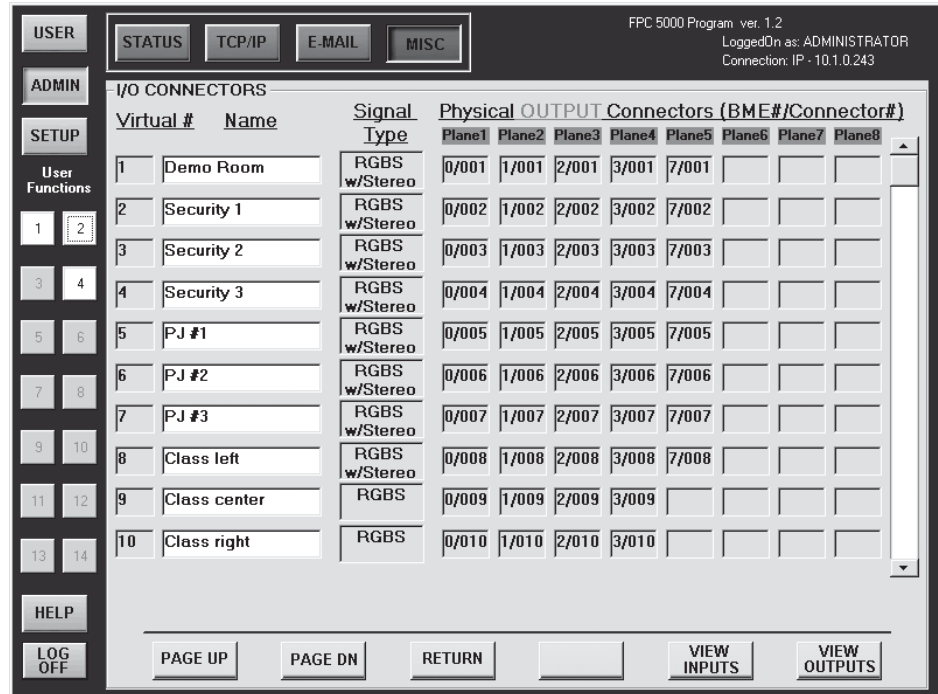 USER
STATUS TCP/IP E-MAIL MISC
FPC 5000 Program ver. 1.2
LoggedOn as: ADMINISTRATOR
Connection: IP - 10.1.0.243
ADMIN
SETUP
User
Functions
1 2
3 4
5 6
7 8
9 10
11 12
13 14
HELP
LOG
OFF
I/O CONNECTORS
Virtual # Name Signal Type Physical OUTPUT Connectors (BME#/Connector#)
Plane1 Plane2 Plane3 Plane4 Plane5 Plane6 Plane7 Plane8
1 Demo Room RGBS w/Stereo 0/001 1/001 2/001 3/001 7/001
2 Security 1 RGBS w/Stereo 0/002 1/002 2/002 3/002 7/002
3 Security 2 RGBS w/Stereo 0/003 1/003 2/003 3/003 7/003
4 Security 3 RGBS w/Stereo 0/004 1/004 2/004 3/004 7/004
5 PJ #1 RGBS w/Stereo 0/005 1/005 2/005 3/005 7/005
6 PJ #2 RGBS w/Stereo 0/006 1/006 2/006 3/006 7/006
7 PJ #3 RGBS w/Stereo 0/007 1/007 2/007 3/007 7/007
8 Class left RGBS w/Stereo 0/008 1/008 2/008 3/008 7/008
9 Class center RGBS 0/009 1/009 2/009 3/009
10 Class right RGBS 0/010 1/010 2/010 3/010
PAGE UP PAGE DN RETURN VIEW INPUTS VIEW OUTPUTS